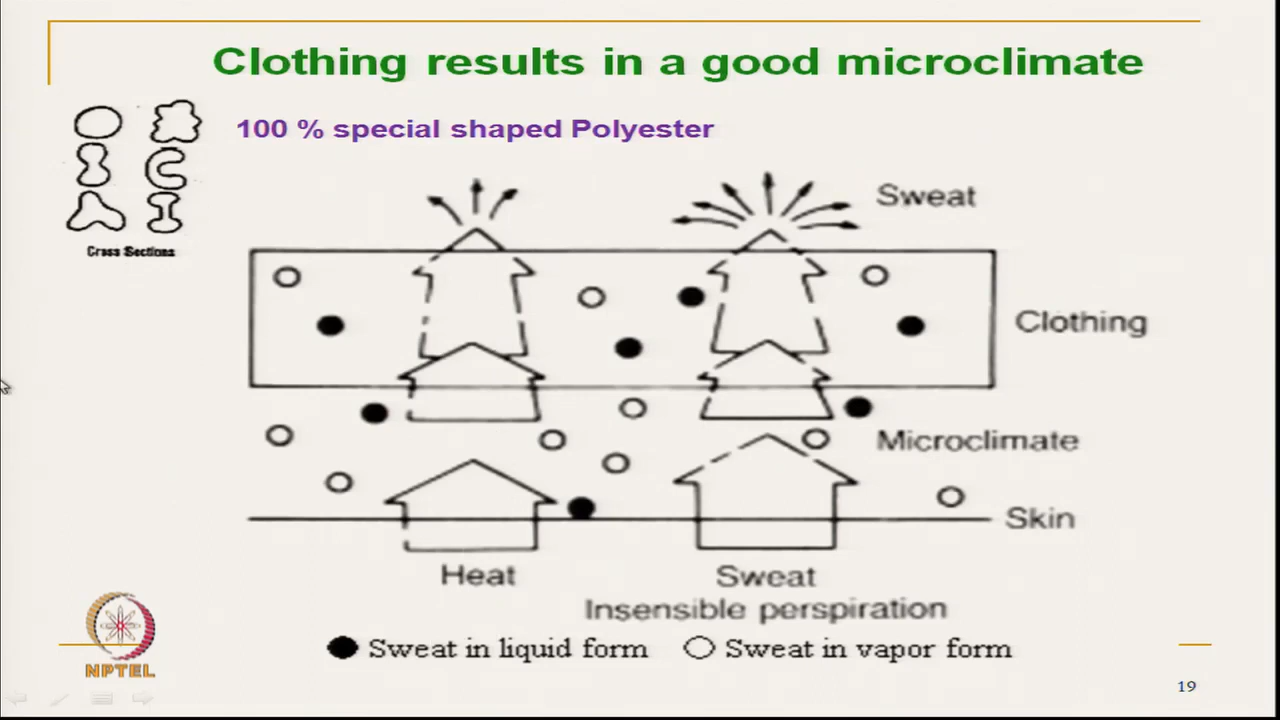 Clothing results in a good microclimate
100 % special shaped Polyester
Cross Sections
Sweat
Clothing
Microclimate
Skin
Heat
Sweat
Insensible perspiration
Sweat in liquid form
Sweat in vapor form
NPTEL
19